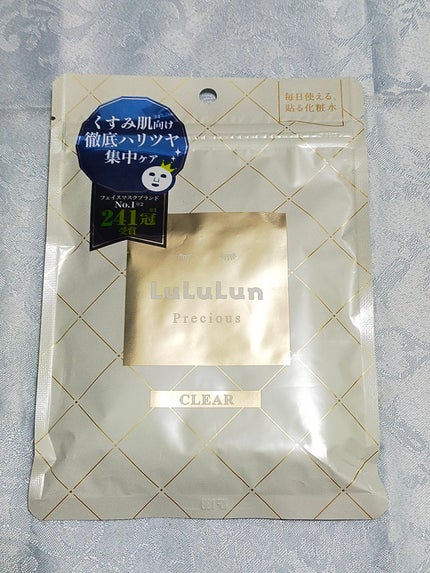 毎日使える、
貼る化粧水
くすみ肌向け
徹底ハリツヤ
集中ケア
フェイスマスクブランド
No.1※2
241冠
受賞
LuLuLun
Precious
CLEAR